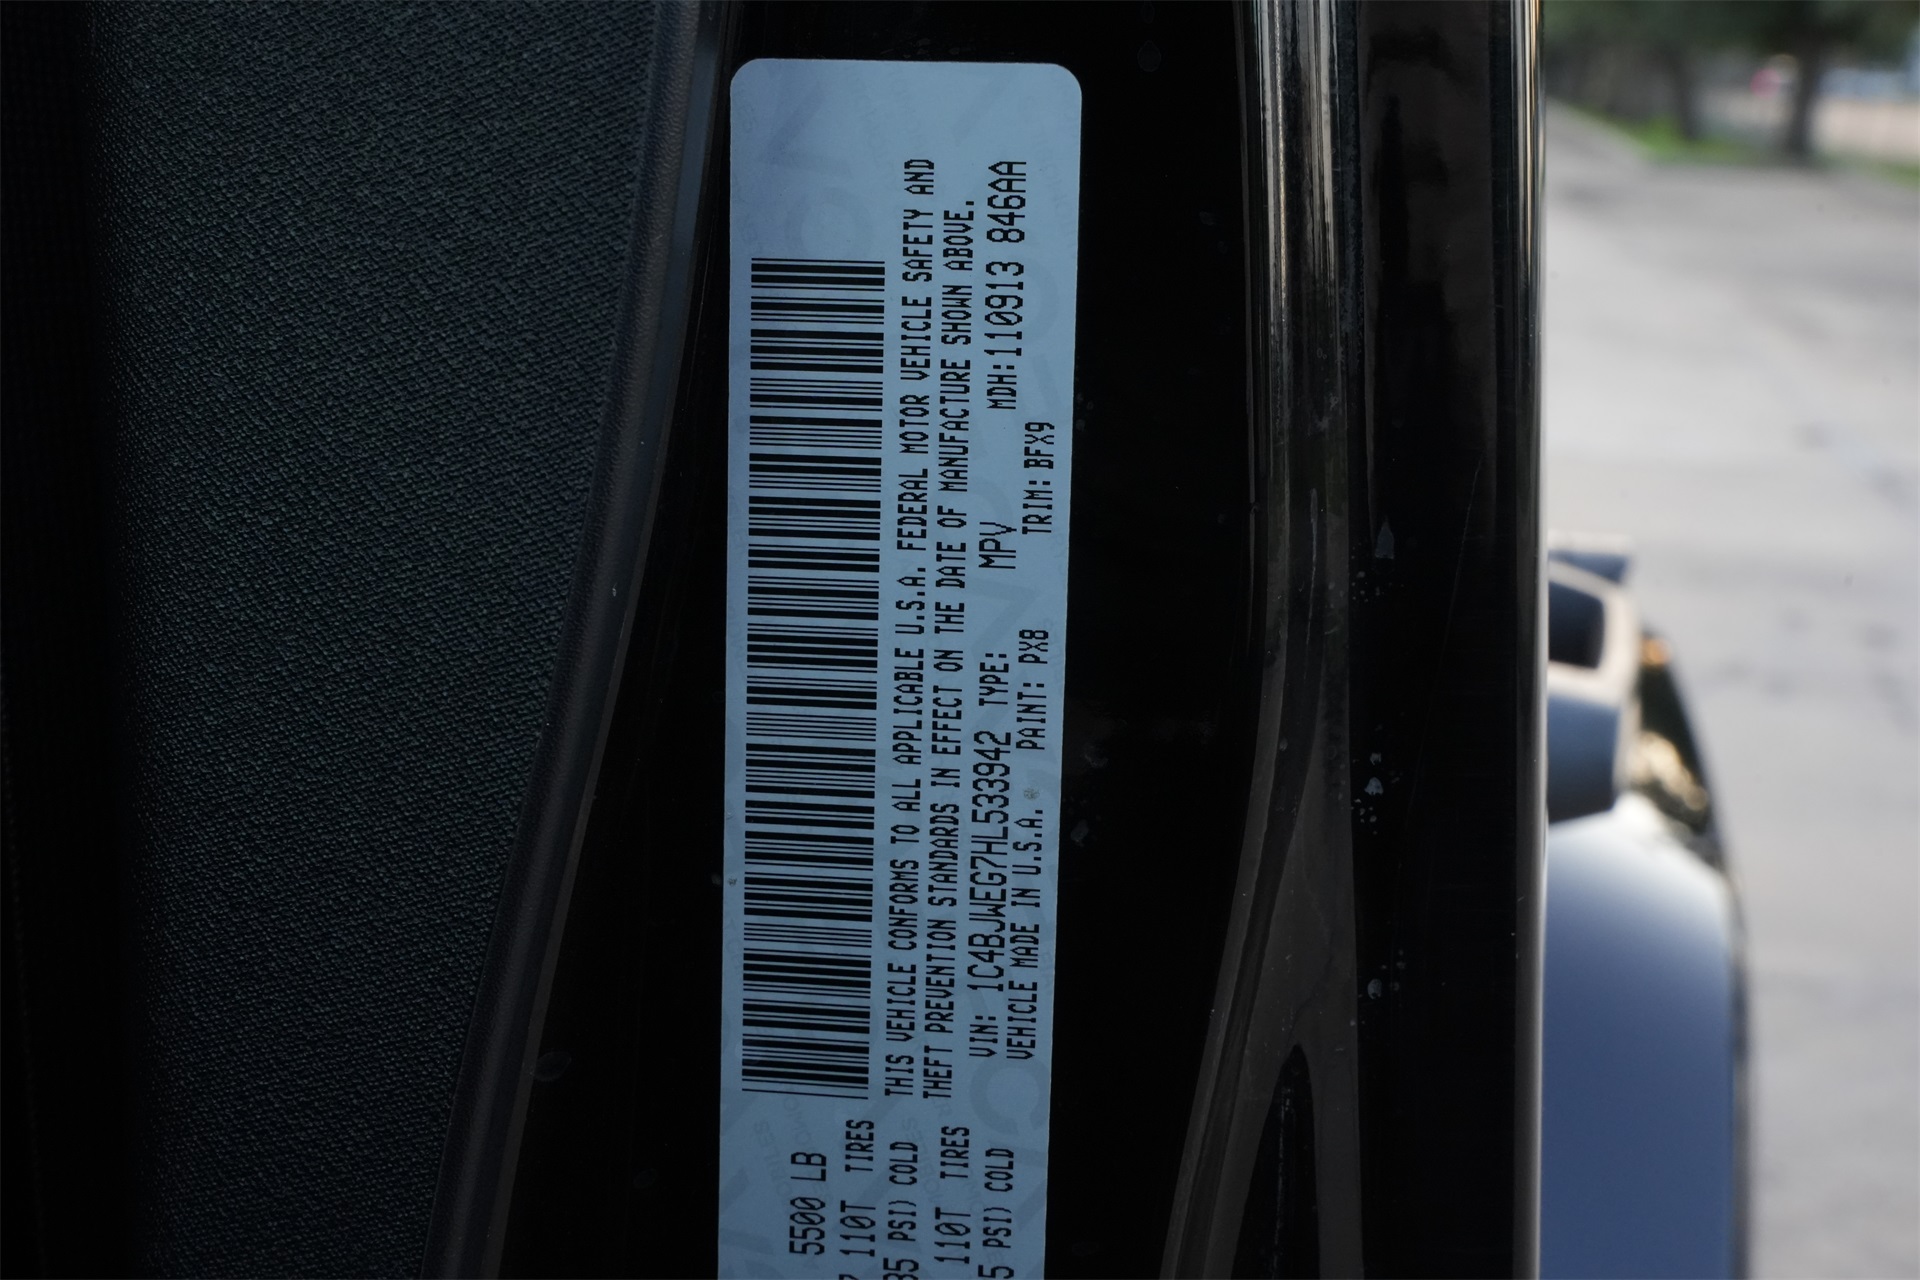 5500 LB
110T TIRES
PSI) COLD
110T TIRES
PSI) COLD
THIS VEHICLE CONFORMS TO ALL APPLICABLE U.S.A. FEDERAL MOTOR VEHICLE SAFETY AND
THEFT PREVENTION STANDARDS IN EFFECT ON THE DATE OF MANUFACTURE SHOWN ABOVE.
VIN: 1C4BJWEG7HL533942 TYPE: MPV MDH:110913 846AA
VEHICLE MADE IN U.S.A. PAINT: PX8 TRIM: BFX9